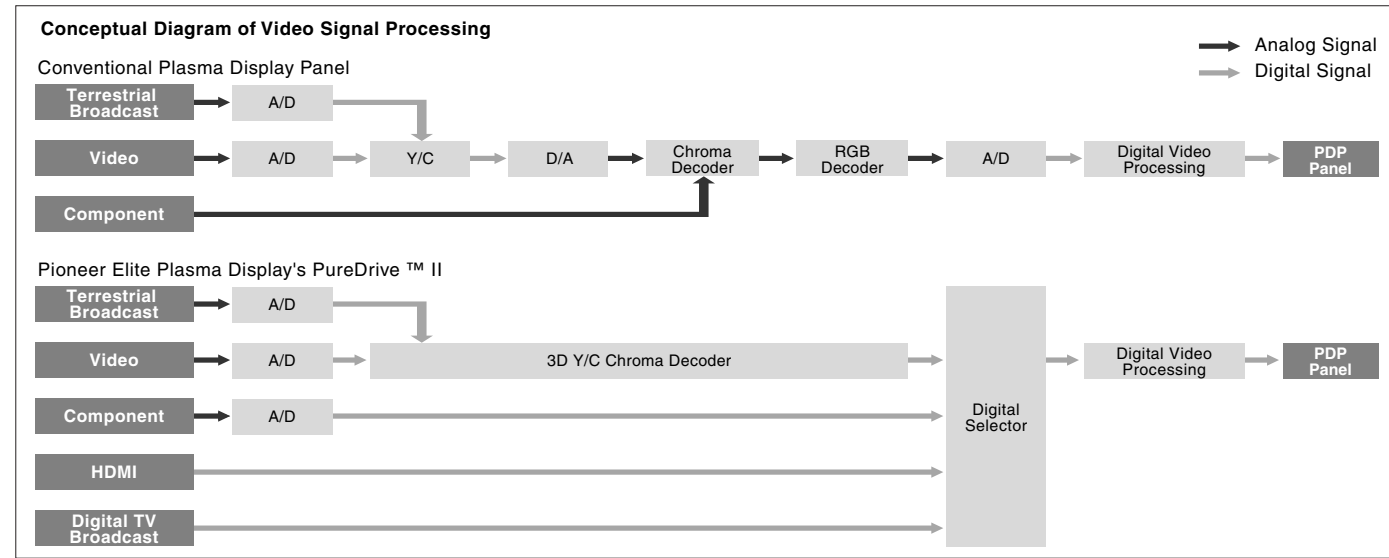 Conceptual Diagram of Video Signal Processing
Analog Signal
Digital Signal
Conventional Plasma Display Panel
Terrestrial
Broadcast
A/D
Video
A/D
Y/C
D/A
Chroma
Decoder
RGB
Decoder
A/D
Digital Video
Processing
PDP
Panel
Component
Pioneer Elite Plasma Display's PureDrive ™ II
Terrestrial
Broadcast
A/D
Video
A/D
3D Y/C Chroma Decoder
Digital Video
Processing
PDP
Panel
Component
A/D
Digital
Selector
HDMI
Digital TV
Broadcast